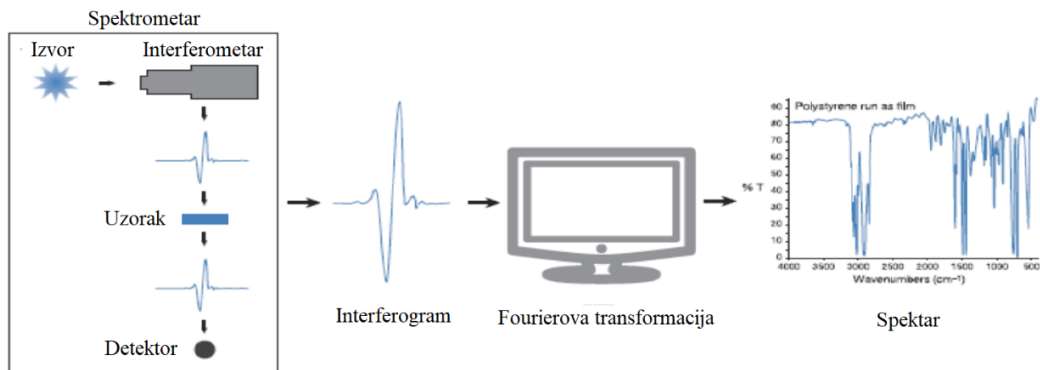 Spektrometar
Izvor
Interferometar
Uzorak
Detektor
Interferogram
Fourierova transformacija
Polystyrene run as film
% T
90
80
70
60
50
40
30
20
10
0
4000 3500 3000 2500 2000 1500 1000 500
Wavenumbers (cm-1)
Spektar